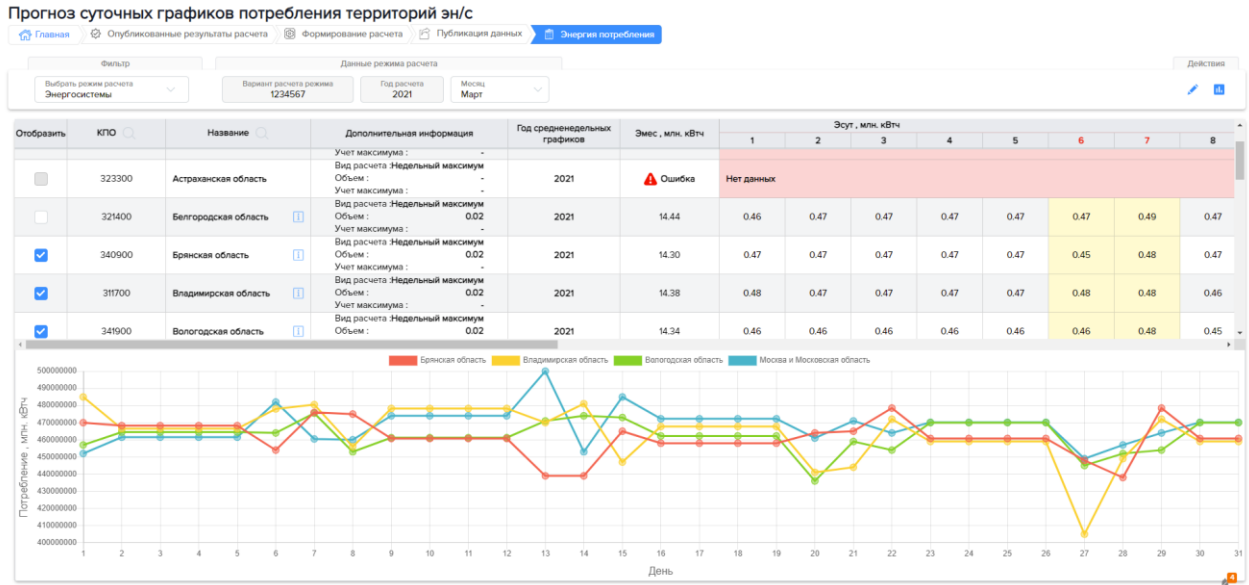 Прогноз суточных графиков потребления территорий эн/с
Главная Опубликованные результаты расчета Формирование расчета Публикация данных Энергия потребления
Фильтр Данные режима расчета Действия
Выбрать режим расчета Вариант расчета режима Год расчета Месяц
Энергосистемы 1234567 2021 Март
Отобразить КПО Название Дополнительная информация Год средненедельных графиков Эмес , млн. кВтч Эсут , млн. кВтч
1 2 3 4 5 6 7 8
Учет максимума : -
Вид расчета :Недельный максимум
323300 Астраханская область Объем : - 2021 Ошибка Нет данных
Учет максимума : -
Вид расчета :Недельный максимум
321400 Белгородская область Объем : 0.02 2021 14.44 0.46 0.47 0.47 0.47 0.47 0.47 0.49 0.47
Учет максимума : -
Вид расчета :Недельный максимум
340900 Брянская область Объем : 0.02 2021 14.30 0.47 0.47 0.47 0.47 0.47 0.45 0.48 0.47
Учет максимума : -
Вид расчета :Недельный максимум
311700 Владимирская область Объем : 0.02 2021 14.38 0.48 0.47 0.47 0.47 0.47 0.48 0.48 0.46
Учет максимума : -
Вид расчета :Недельный максимум
341900 Вологодская область Объем : 0.02 2021 14.34 0.46 0.46 0.46 0.46 0.46 0.46 0.48 0.45
Брянская область Владимирская область Вологодская область Москва и Московская область
Потребление , млн. кВтч
500000000
490000000
480000000
470000000
460000000
450000000
440000000
430000000
420000000
410000000
400000000
1 2 3 4 5 6 7 8 9 10 11 12 13 14 15 16 17 18 19 20 21 22 23 24 25 26 27 28 29 30 31
День
4